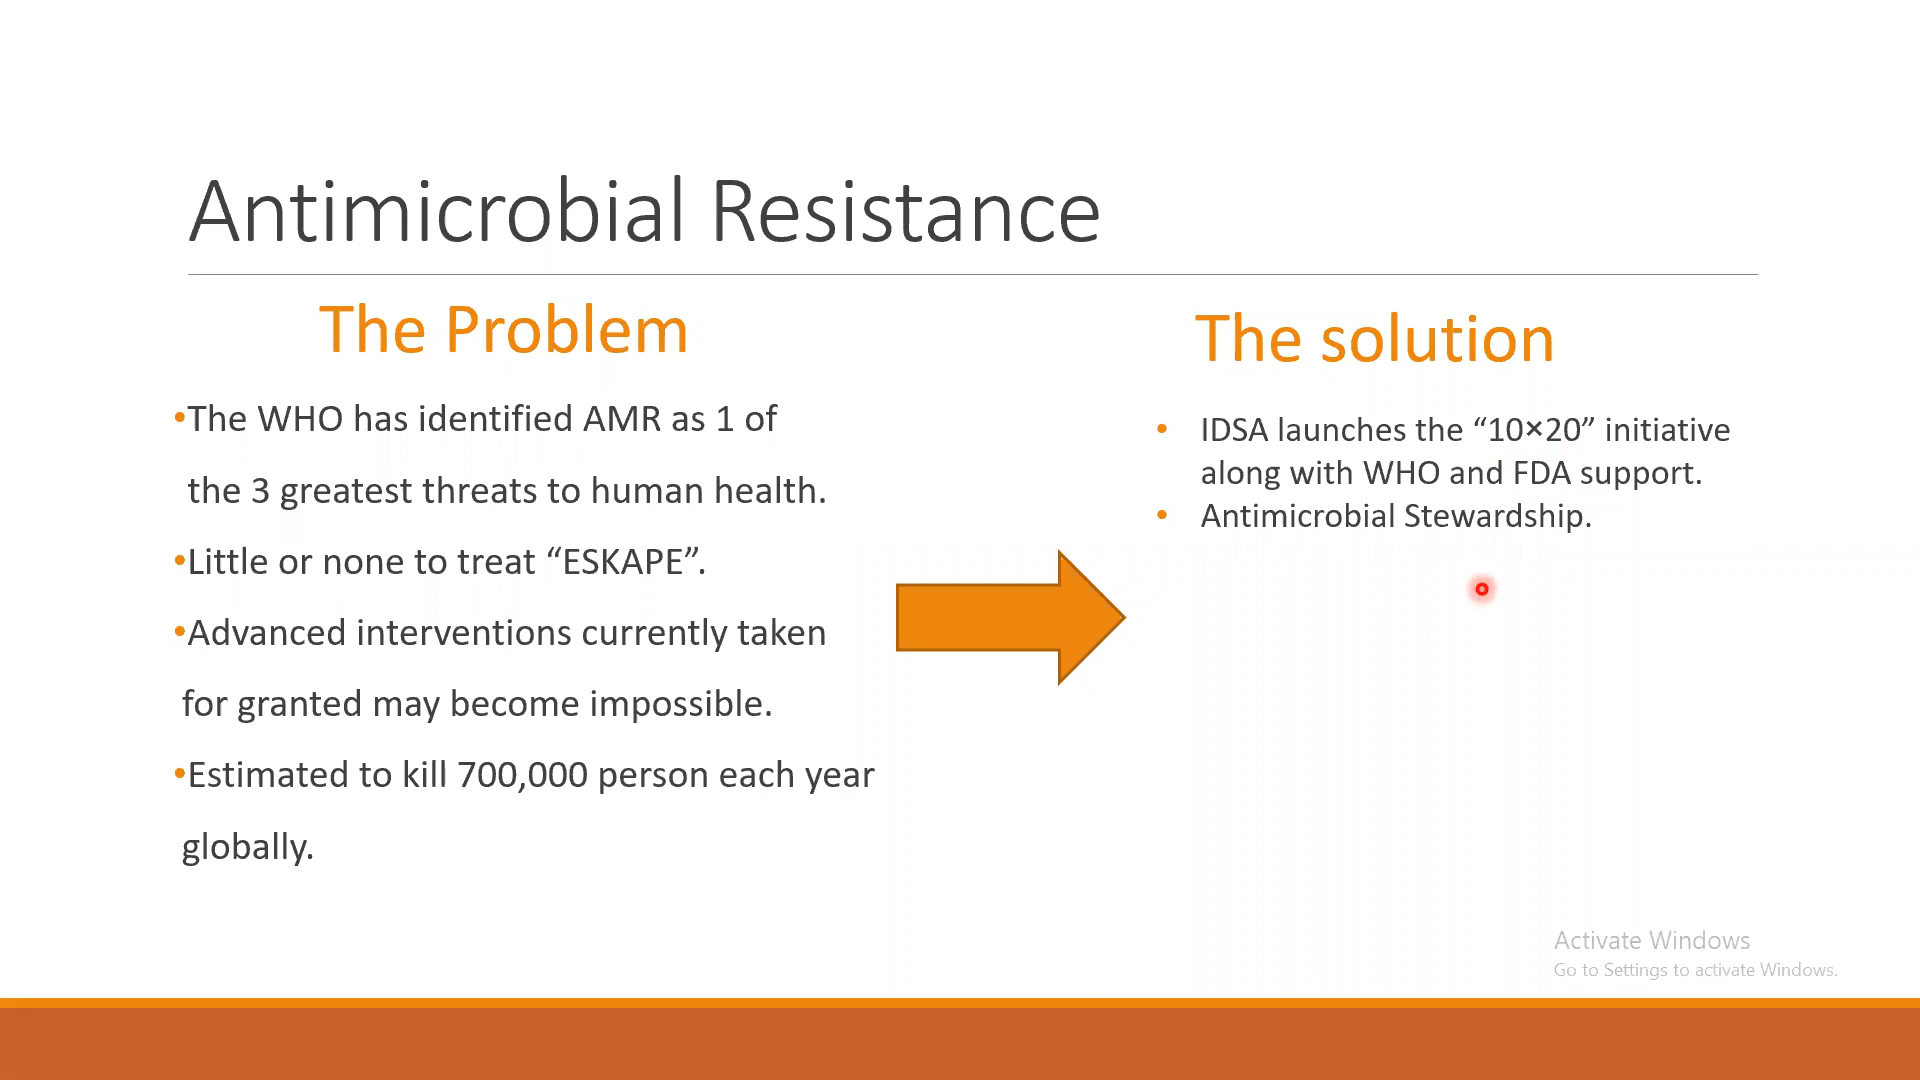 Antimicrobial Resistance
The Problem
•The WHO has identified AMR as 1 of
the 3 greatest threats to human health.
•Little or none to treat “ESKAPE”.
•Advanced interventions currently taken
for granted may become impossible.
•Estimated to kill 700,000 person each year
globally.
The solution
• IDSA launches the “10×20” initiative
along with WHO and FDA support.
• Antimicrobial Stewardship.
Activate Windows
Go to Settings to activate Windows.